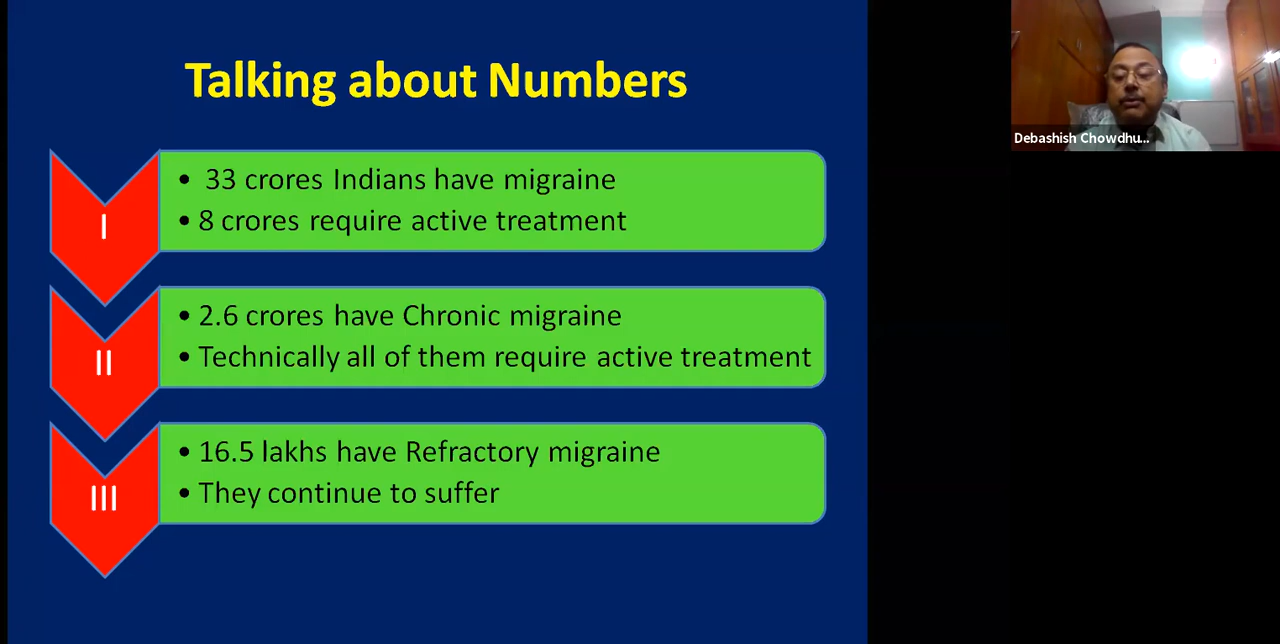 Talking about Numbers
I
• 33 crores Indians have migraine
• 8 crores require active treatment
II
• 2.6 crores have Chronic migraine
• Technically all of them require active treatment
III
• 16.5 lakhs have Refractory migraine
• They continue to suffer
Debashish Chowdhu...